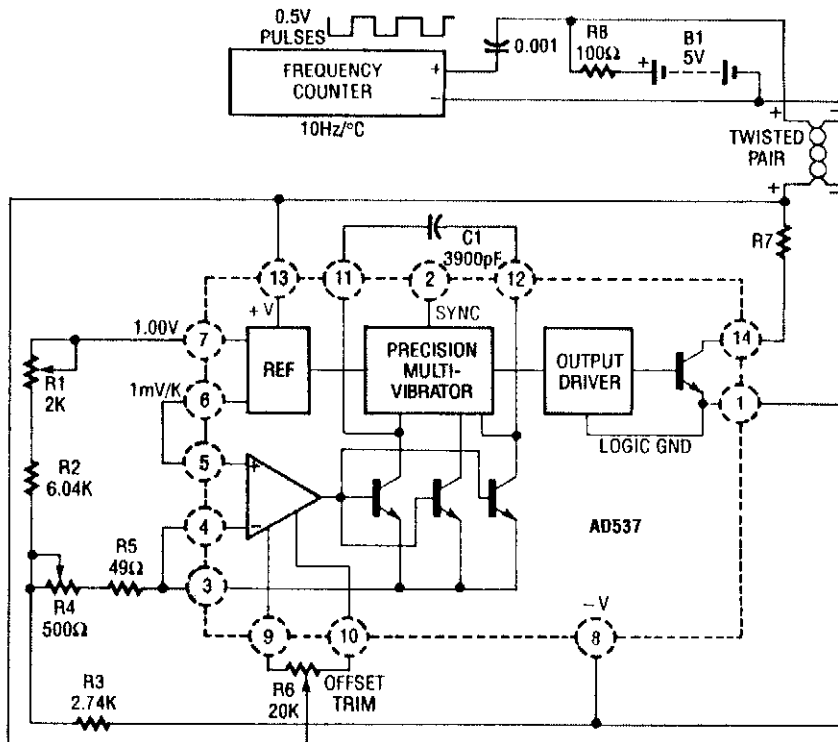 0.5V
PULSES
FREQUENCY
COUNTER
+
−
10Hz/°C
0.001
R8
100Ω
+
B1
5V
+ −
TWISTED
PAIR
+ −
R7
C1
3900pF
13
11
2
12
+V
SYNC
1.00V
7
REF
PRECISION
MULTI-
VIBRATOR
OUTPUT
DRIVER
14
R1
2K
1mV/K
6
1
LOGIC GND
R2
6.04K
5
+
4
−
AD537
R5
49Ω
3
R4
500Ω
−V
9
10
8
R3
2.74K
R6
20K
OFFSET
TRIM